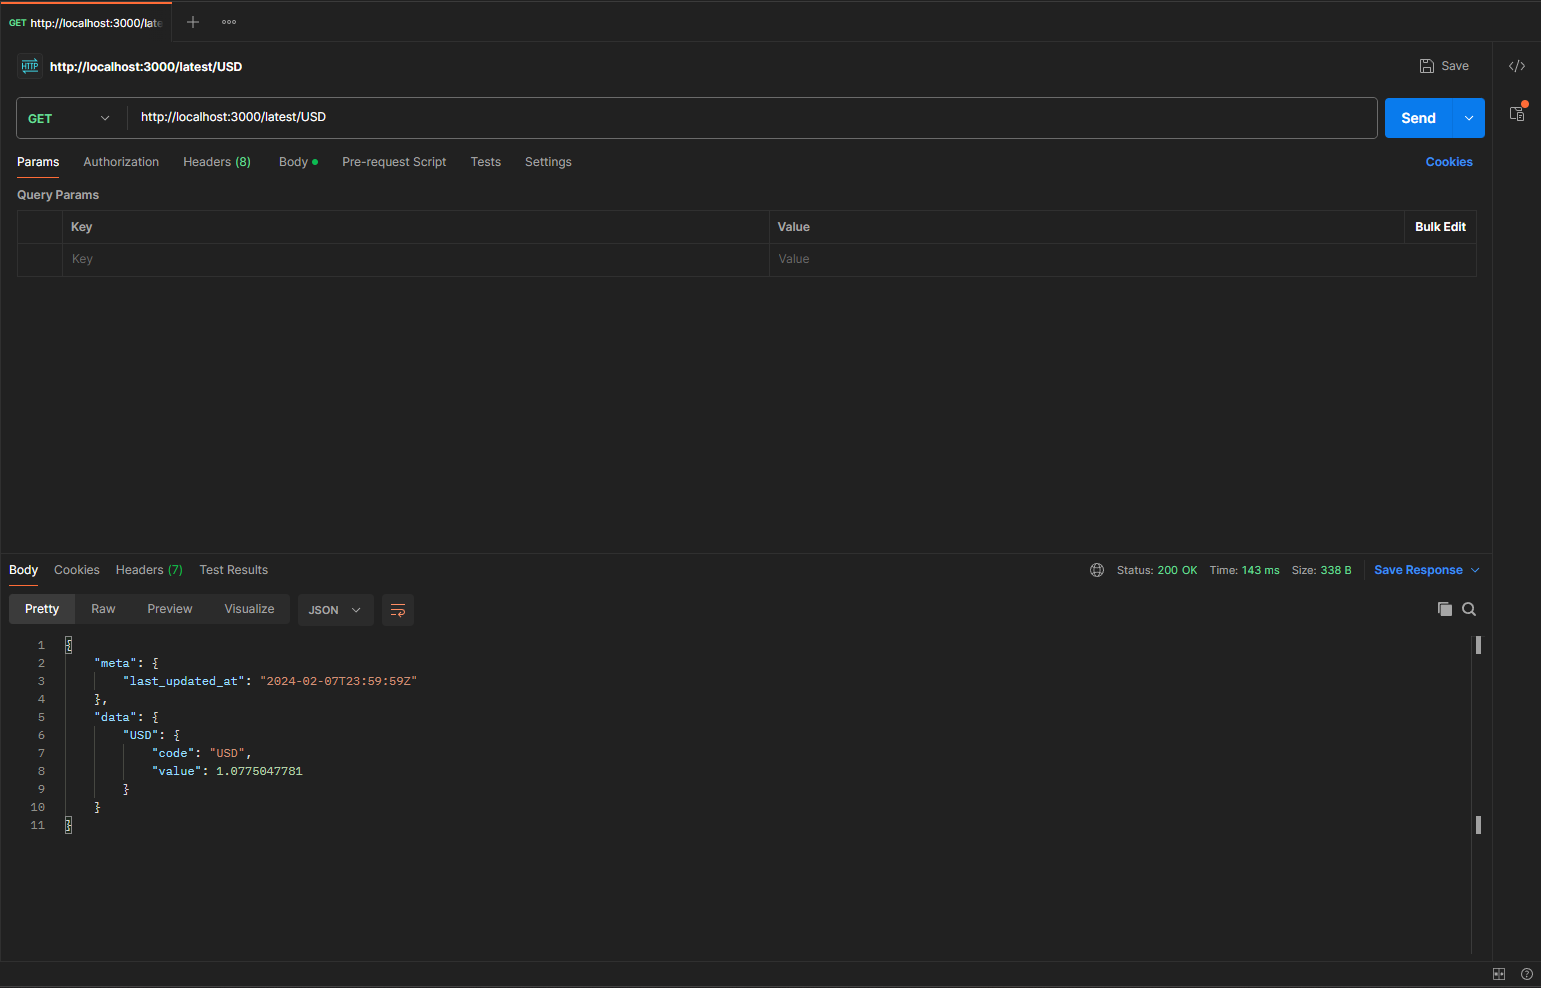 GET http://localhost:3000/late
http://localhost:3000/latest/USD
Save
GET http://localhost:3000/latest/USD
Send
Params Authorization Headers (8) Body Pre-request Script Tests Settings Cookies
Query Params
Key Value Bulk Edit
Key Value
Body Cookies Headers (7) Test Results Status: 200 OK Time: 143 ms Size: 338 B Save Response
Pretty Raw Preview Visualize JSON
1 {
2 "meta": {
3 "last_updated_at": "2024-02-07T23:59:59Z"
4 },
5 "data": {
6 "USD": {
7 "code": "USD",
8 "value": 1.0775047781
9 }
10 }
11 }